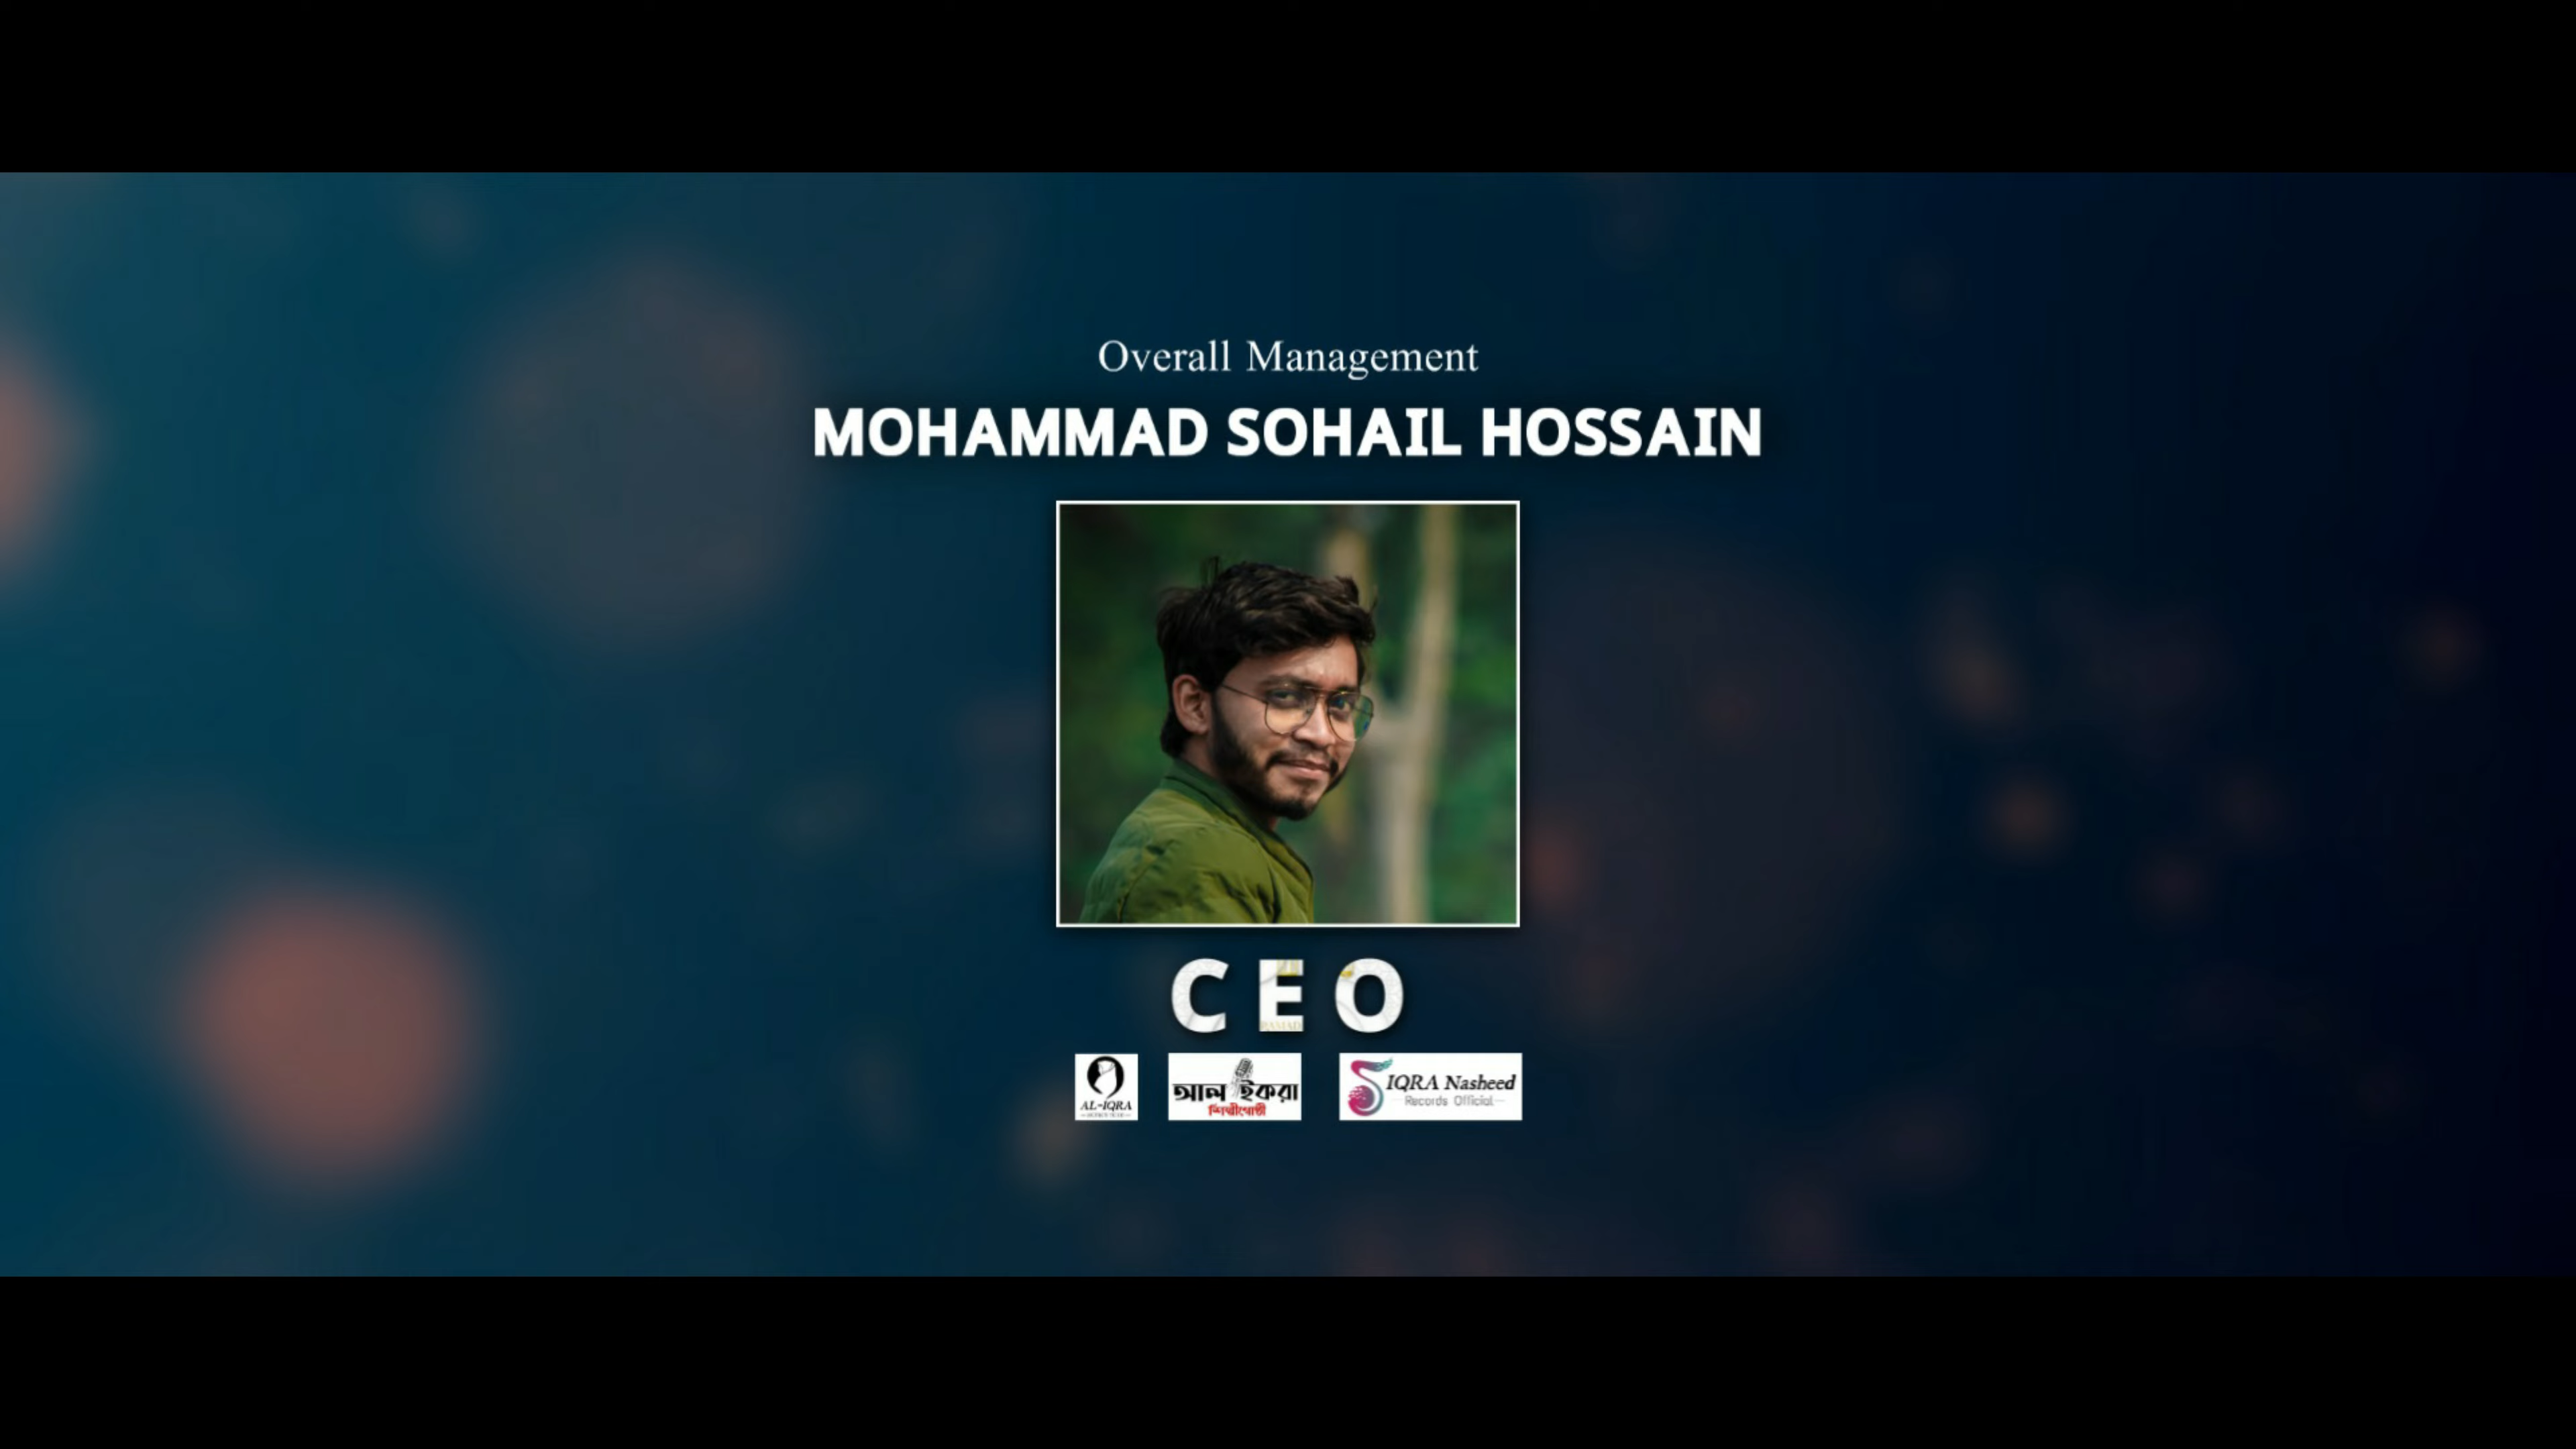 Overall Management
MOHAMMAD SOHAIL HOSSAIN
CEO
AL-IQRA
আল ইকরা
শিল্পীগোষ্ঠী
IQRA Nasheed
Records Official